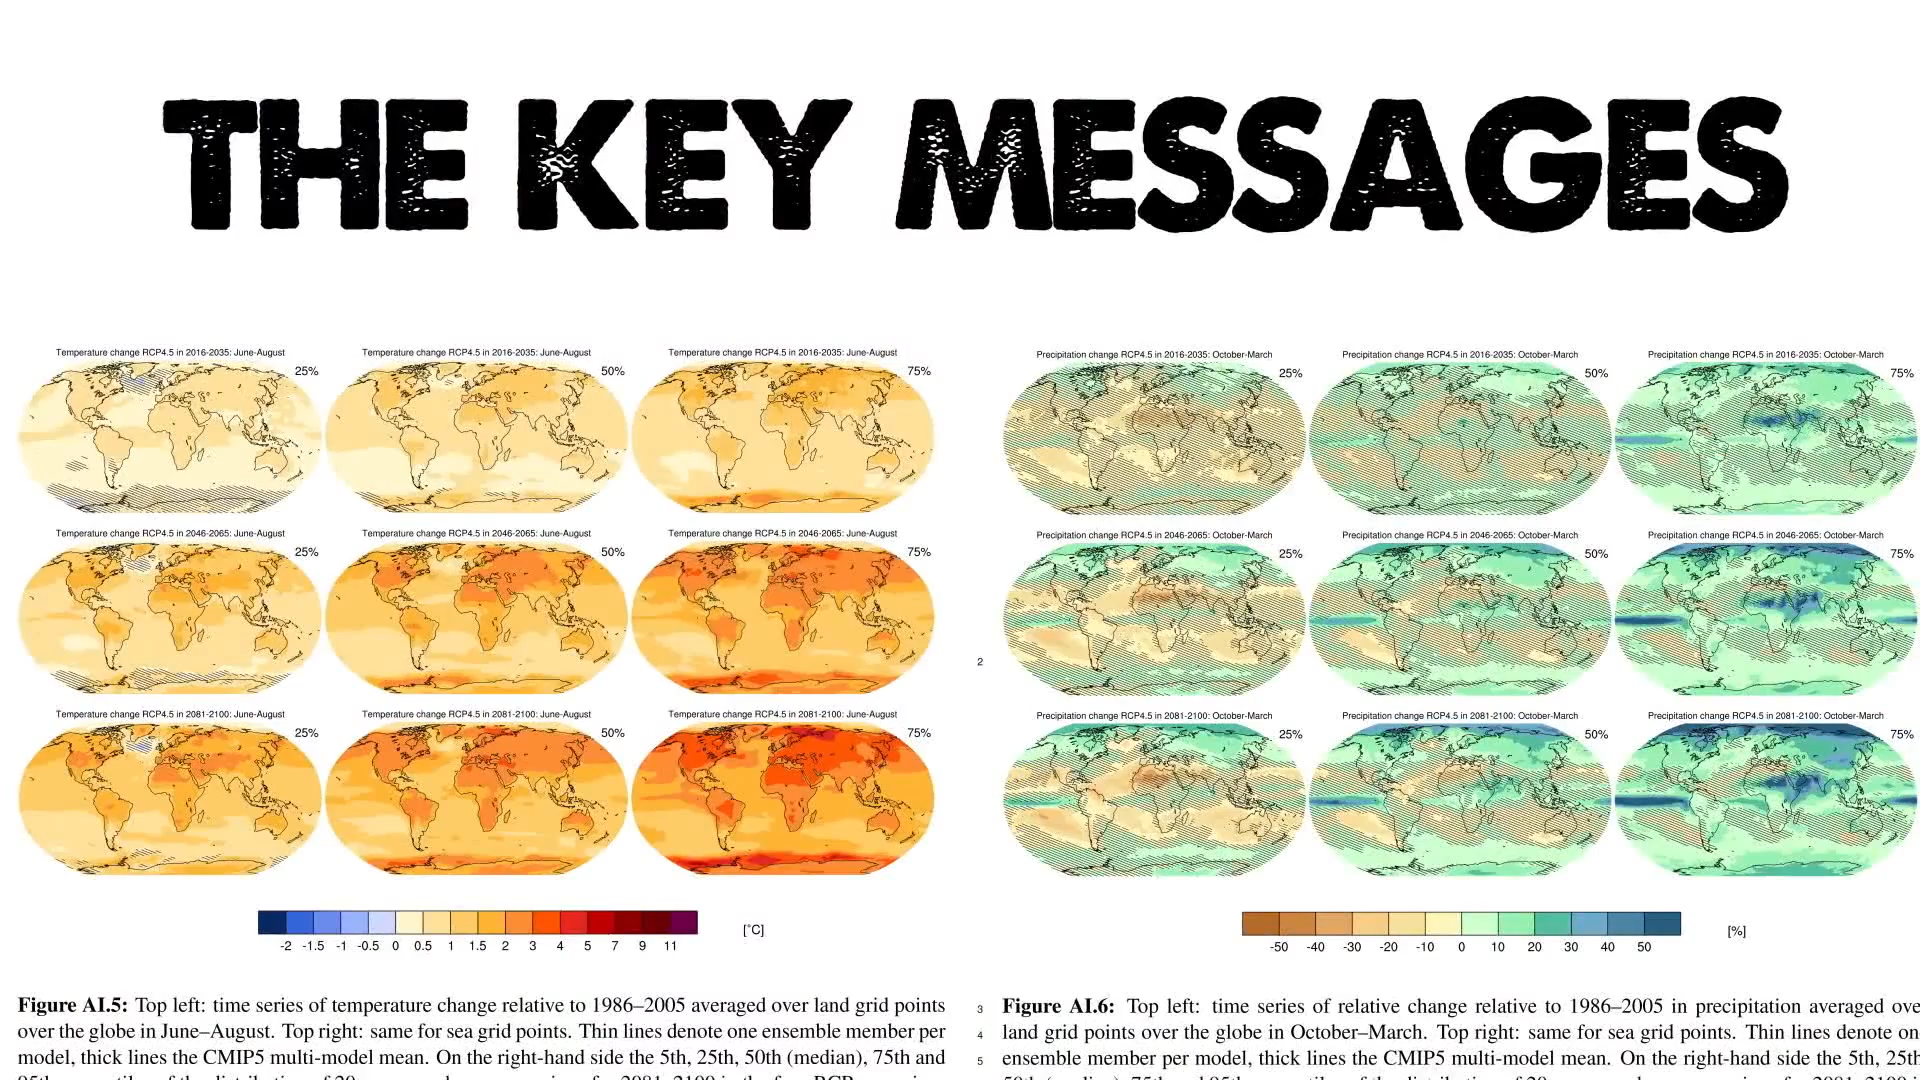 THE KEY MESSAGES
Temperature change RCP4.5 in 2016-2035: June-August
25%
Temperature change RCP4.5 in 2016-2035: June-August
50%
Temperature change RCP4.5 in 2016-2035: June-August
75%
Temperature change RCP4.5 in 2046-2065: June-August
25%
Temperature change RCP4.5 in 2046-2065: June-August
50%
Temperature change RCP4.5 in 2046-2065: June-August
75%
Temperature change RCP4.5 in 2081-2100: June-August
25%
Temperature change RCP4.5 in 2081-2100: June-August
50%
Temperature change RCP4.5 in 2081-2100: June-August
75%
-2 -1.5 -1 -0.5 0 0.5 1 1.5 2 3 4 5 7 9 11
[°C]
Figure AI.5: Top left: time series of temperature change relative to 1986–2005 averaged over land grid points
over the globe in June–August. Top right: same for sea grid points. Thin lines denote one ensemble member per
model, thick lines the CMIP5 multi-model mean. On the right-hand side the 5th, 25th, 50th (median), 75th and
Precipitation change RCP4.5 in 2016-2035: October-March
25%
Precipitation change RCP4.5 in 2016-2035: October-March
50%
Precipitation change RCP4.5 in 2016-2035: October-March
75%
Precipitation change RCP4.5 in 2046-2065: October-March
25%
Precipitation change RCP4.5 in 2046-2065: October-March
50%
Precipitation change RCP4.5 in 2046-2065: October-March
75%
2
Precipitation change RCP4.5 in 2081-2100: October-March
25%
Precipitation change RCP4.5 in 2081-2100: October-March
50%
Precipitation change RCP4.5 in 2081-2100: October-March
75%
-50 -40 -30 -20 -10 0 10 20 30 40 50
[%]
3 Figure AI.6: Top left: time series of relative change relative to 1986–2005 in precipitation averaged ove
4 land grid points over the globe in October–March. Top right: same for sea grid points. Thin lines denote on
5 ensemble member per model, thick lines the CMIP5 multi-model mean. On the right-hand side the 5th, 25th